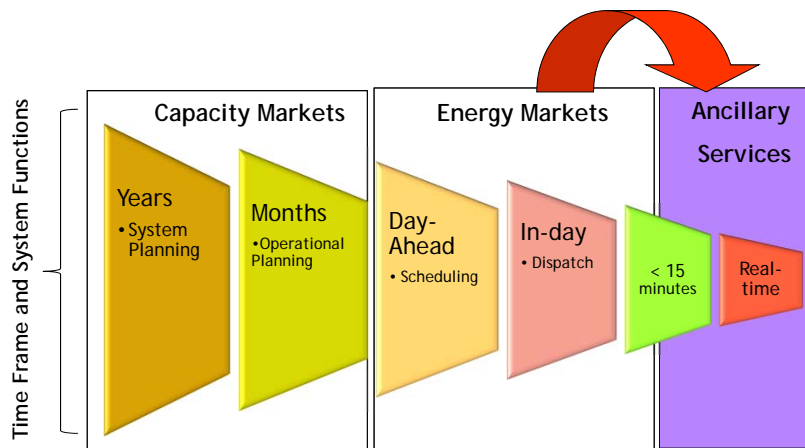 Time Frame and System Functions
Capacity Markets
Energy Markets
Ancillary
Services
Years
• System
Planning
Months
• Operational
Planning
Day-
Ahead
• Scheduling
In-day
• Dispatch
< 15
minutes
Real-
time